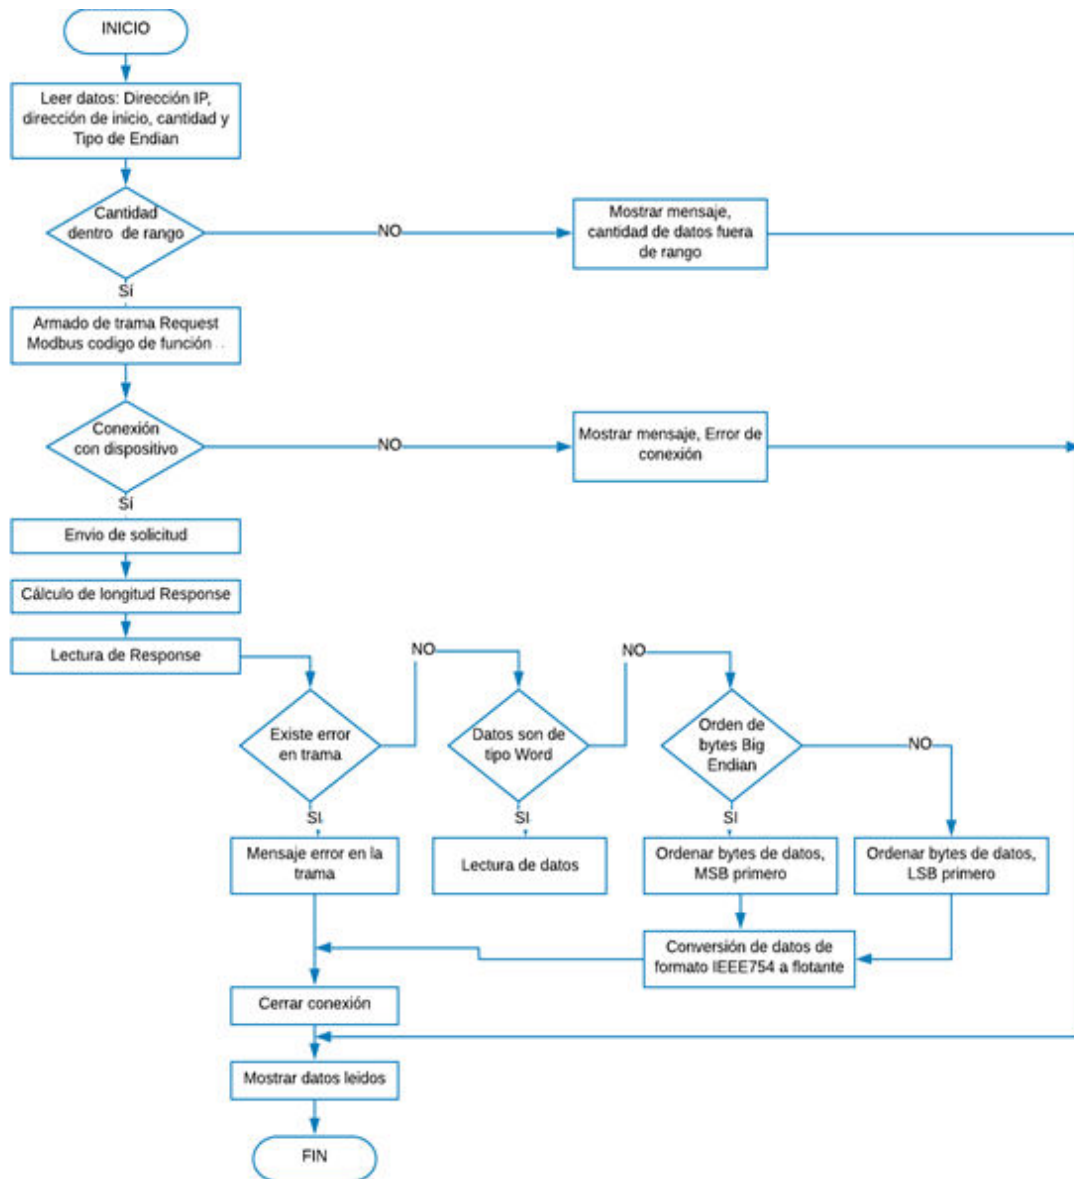 INICIO
Leer datos: Dirección IP,
dirección de inicio, cantidad y
Tipo de Endian
Cantidad
dentro de rango
NO
Mostrar mensaje,
cantidad de datos fuera
de rango
Sí
Armado de trama Request
Modbus codigo de función ..
Conexión
con dispositivo
NO
Mostrar mensaje, Error de
conexión
Sí
Envio de solicitud
Cálculo de longitud Response
Lectura de Response
NO
NO
Existe error
en trama
Datos son de
tipo Word
Orden de
bytes Big
Endian
NO
SI
SI
SI
Mensaje error en la
trama
Lectura de datos
Ordenar bytes de datos,
MSB primero
Ordenar bytes de datos,
LSB primero
Conversión de datos de
formato IEEE754 a flotante
Cerrar conexión
Mostrar datos leidos
FIN